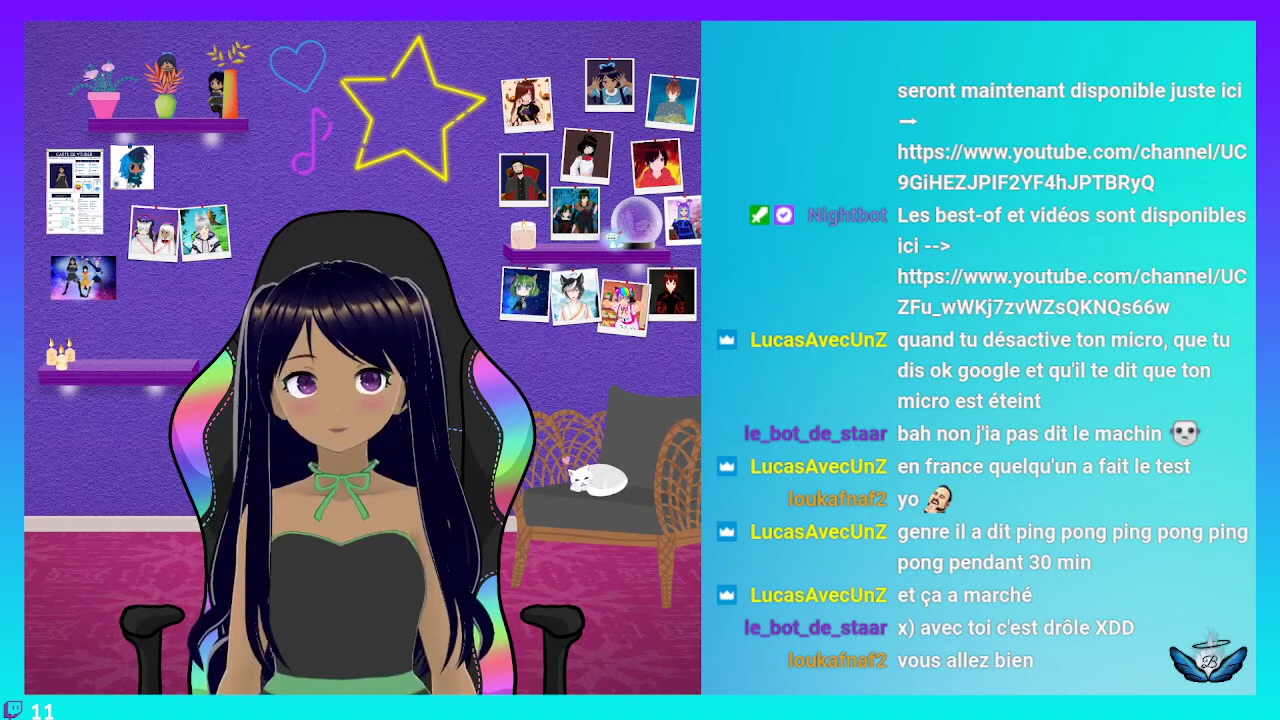 CARTE DE VTUBER
seront maintenant disponible juste ici
→
https://www.youtube.com/channel/UC
9GiHEZJPIF2YF4hJPTBRyQ
Nightbot Les best-of et vidéos sont disponibles
ici -->
https://www.youtube.com/channel/UC
ZFu_wWKj7zvWZsQKNQs66w
LucasAvecUnZ quand tu désactive ton micro, que tu
dis ok google et qu'il te dit que ton
micro est éteint
le_bot_de_staar bah non j'ia pas dit le machin
LucasAvecUnZ en france quelqu'un a fait le test
loukafnaf2 yo
LucasAvecUnZ genre il a dit ping pong ping pong ping
pong pendant 30 min
LucasAvecUnZ et ça a marché
le_bot_de_staar x) avec toi c'est drôle XDD
loukafnaf2 vous allez bien
B
11